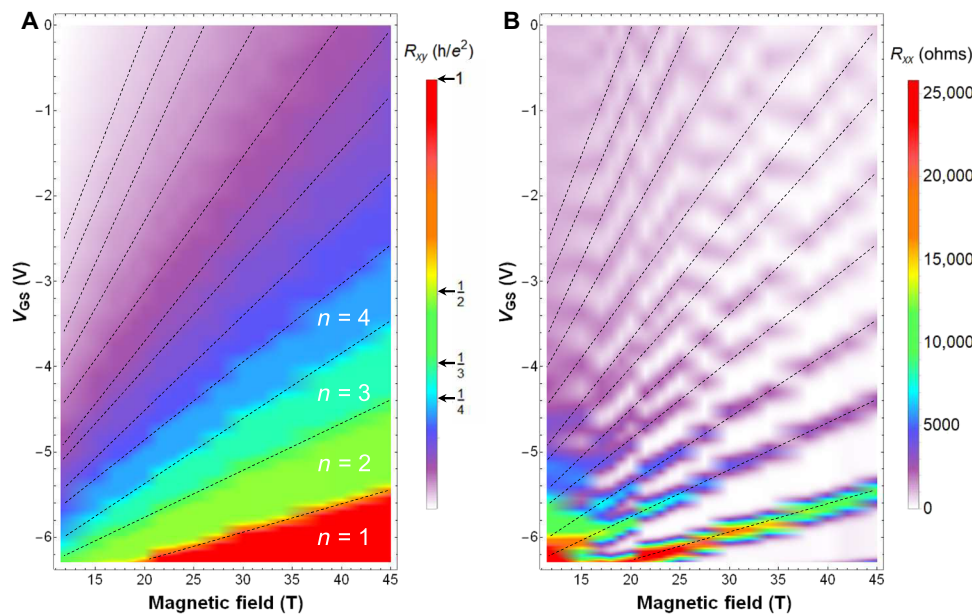 A
B
R_xy (h/e²)
R_xx (ohms)
0
−1
−2
−3
−4
−5
−6
V_GS (V)
15 20 25 30 35 40 45
Magnetic field (T)
n = 4
n = 3
n = 2
n = 1
1
1/2
1/3
1/4
0
−1
−2
−3
−4
−5
−6
V_GS (V)
15 20 25 30 35 40 45
Magnetic field (T)
25,000
20,000
15,000
10,000
5000
0